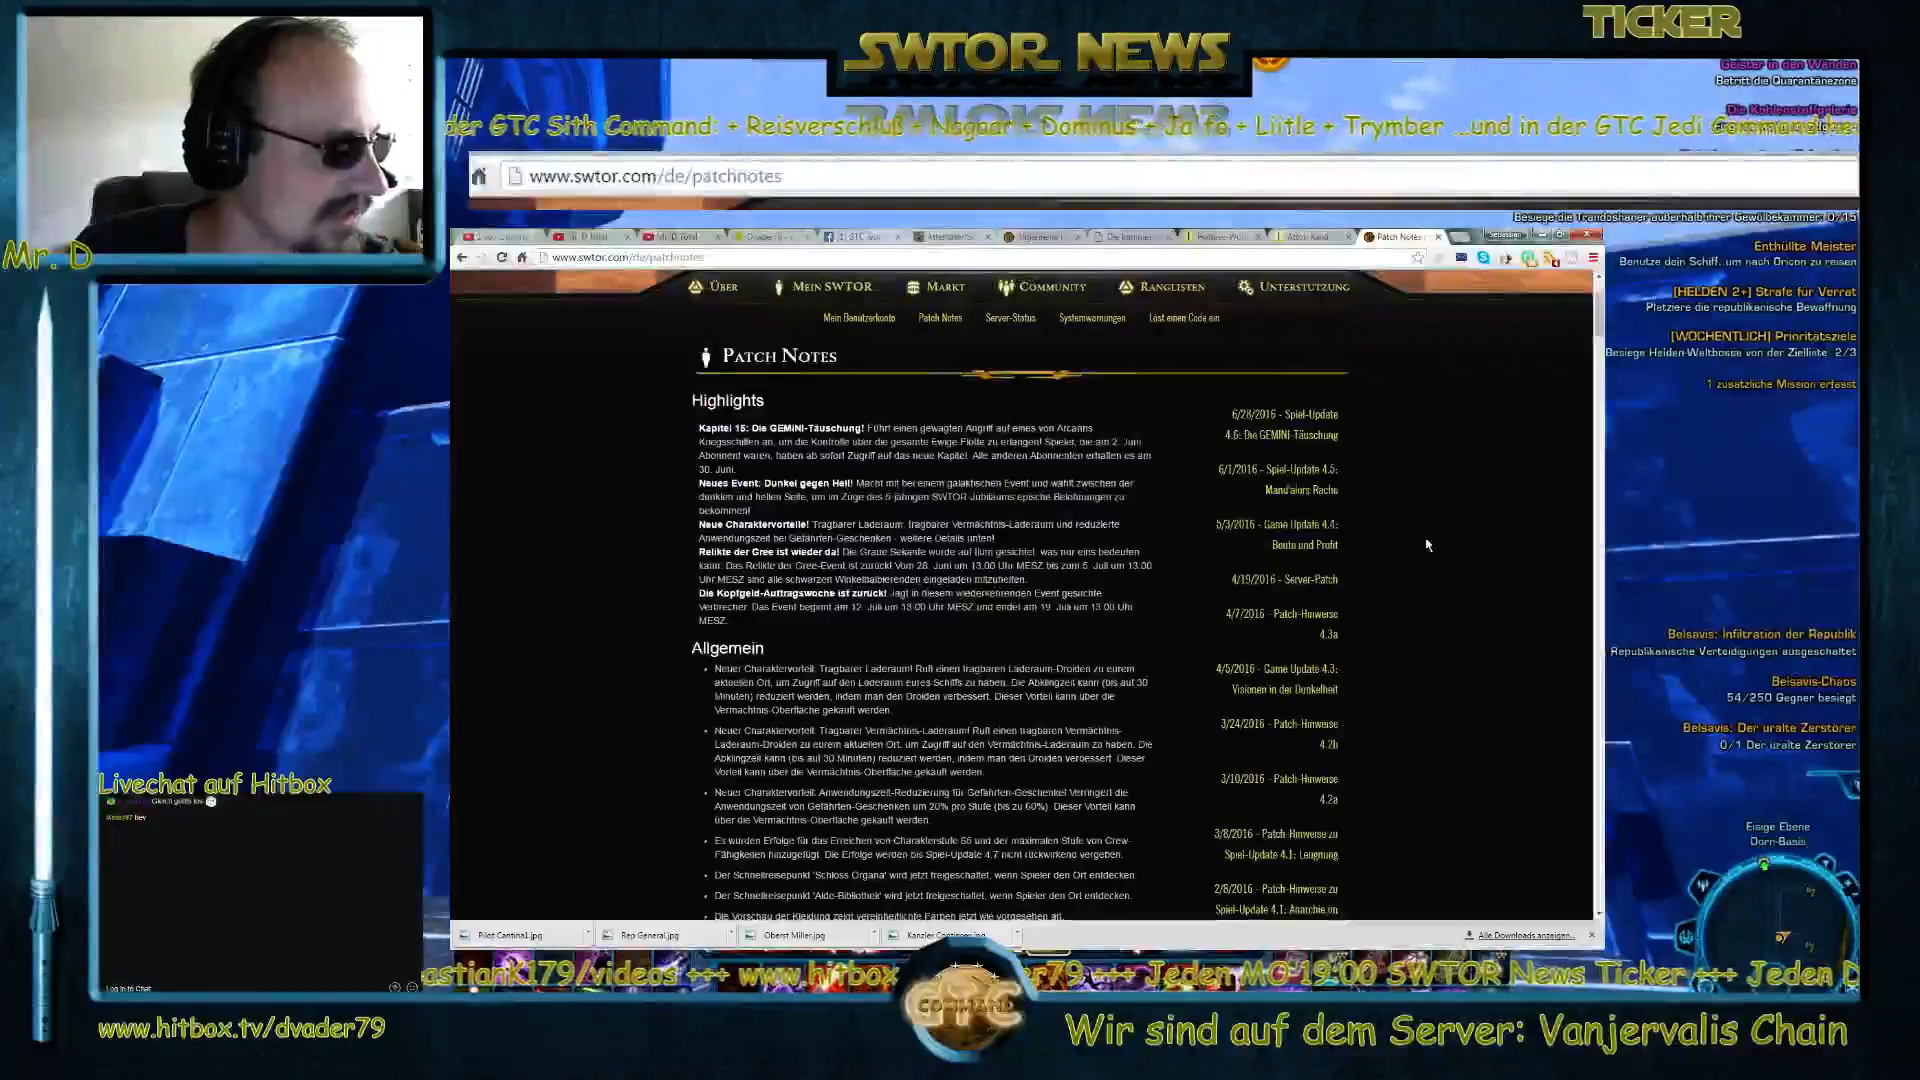 TICKER
SWTOR NEWS
Geister in den Wänden
Betritt die Quarantänezone
Die Kohlenstoffgalerie
der GTC Sith Command: + Reisverschluß + Nagaar + Dominus + Ja'fo + Liitle + Trymber ...und in der GTC Jedi
www.swtor.com/de/patchnotes
Besiege die Trandoshaner außerhalb ihrer Gewölbekammer: 0/15
Mr. D
Patch Notes
Sebastian
www.swtor.com/de/patchnotes
Enthüllte Meister
Benutze dein Schiff, um nach Oricon zu reisen
Über
Mein SWTOR
Markt
Community
Ranglisten
Unterstützung
[HELDEN 2+] Strafe für Verrat
Platziere die republikanische Bewaffnung
Mein Benutzerkonto
Patch Notes
Server-Status
Systemwarnungen
Löst einen Code ein
[WÖCHENTLICH] Prioritätsziele
Besiege Helden-Weltbosse von der Zielliste: 2/3
Patch Notes
1 zusätzliche Mission erfasst
Highlights
Kapitel 15: Die GEMINI-Täuschung! Führt einen gewagten Angriff auf eines von Arcanns
Kriegsschiffen an, um die Kontrolle über die gesamte Ewige Flotte zu erlangen! Spieler, die am 2. Juni
Abonnent waren, haben ab sofort Zugriff auf das neue Kapitel. Alle anderen Abonnenten erhalten es am
30. Juni.
Neues Event: Dunkel gegen Hell! Macht mit bei einem galaktischen Event und wählt zwischen der
dunklen und hellen Seite, um im Zuge des 5-jährigen SWTOR-Jubiläums epische Belohnungen zu
bekommen!
Neue Charaktervorteile! Tragbarer Laderaum, tragbarer Vermächtnis-Laderaum und reduzierte
Anwendungszeit bei Gefährten-Geschenken - weitere Details unten!
Relikte der Gree ist wieder da! Die Graue Sekante wurde auf Ilum gesichtet, was nur eins bedeuten
kann: Das Relikte der Gree-Event ist zurück! Vom 28. Juni um 13.00 Uhr MESZ bis zum 5. Juli um 13.00
Uhr MESZ sind alle schwarzen Winkelhalbierenden eingeladen mitzuhelfen.
Die Kopfgeld-Auftragswoche ist zurück! Jagt in diesem wiederkehrenden Event gesuchte
Verbrecher. Das Event beginnt am 12. Juli um 13.00 Uhr MESZ und endet am 19. Juli um 13.00 Uhr
MESZ.
Allgemein
Neuer Charaktervorteil: Tragbarer Laderaum! Ruft einen tragbaren Laderaum-Droiden zu eurem
aktuellen Ort, um Zugriff auf den Laderaum eures Schiffs zu haben. Die Abklingzeit kann (bis auf 30
Minuten) reduziert werden, indem man den Droiden verbessert. Dieser Vorteil kann über die
Vermächtnis-Oberfläche gekauft werden.
Neuer Charaktervorteil: Tragbarer Vermächtnis-Laderaum! Ruft einen tragbaren Vermächtnis-
Laderaum-Droiden zu eurem aktuellen Ort, um Zugriff auf den Vermächtnis-Laderaum zu haben. Die
Abklingzeit kann (bis auf 30 Minuten) reduziert werden, indem man den Droiden verbessert. Dieser
Vorteil kann über die Vermächtnis-Oberfläche gekauft werden.
Neuer Charaktervorteil: Anwendungszeit-Reduzierung für Gefährten-Geschenke! Verringert die
Anwendungszeit von Gefährten-Geschenken um 20% pro Stufe (bis zu 60%). Dieser Vorteil kann
über die Vermächtnis-Oberfläche gekauft werden.
Es wurden Erfolge für das Erreichen von Charakterstufe 65 und der maximalen Stufe von Crew-
Fähigkeiten hinzugefügt. Die Erfolge werden bis Spiel-Update 4.7 nicht rückwirkend vergeben.
Der Schnellreisepunkt 'Schloss Organa' wird jetzt freigeschaltet, wenn Spieler den Ort entdecken.
Der Schnellreisepunkt 'Alde-Bibliothek' wird jetzt freigeschaltet, wenn Spieler den Ort entdecken.
Die Vorschau der Kleidung zeigt vereinheitlichte Farben jetzt wie vorgesehen an.
6/28/2016 - Spiel-Update
4.6: Die GEMINI-Täuschung
6/1/2016 - Spiel-Update 4.5:
Mandalors Rache
5/3/2016 - Game Update 4.4:
Beute und Profit
4/19/2016 - Server-Patch
4/7/2016 - Patch-Hinweise
4.3a
4/5/2016 - Game Update 4.3:
Visionen in der Dunkelheit
3/24/2016 - Patch-Hinweise
4.2b
3/10/2016 - Patch-Hinweise
4.2a
3/8/2016 - Patch-Hinweise zu
Spiel-Update 4.1: Leugnung
2/8/2016 - Patch-Hinweise zu
Spiel-Update 4.1: Anarchie im
Belsavis: Infiltration der Republik
Republikanische Verteidigungen ausgeschaltet
Belsavis-Chaos
54/250 Gegner besiegt
Belsavis: Der uralte Zerstörer
0/1 Der uralte Zerstörer
Eisige Ebene
Dorn-Basis
Livechat auf Hitbox
Gleich gehts los
hey
Log in to Chat
Pilot Cantina1.jpg
Rep General.jpg
Oberst Miller.jpg
Alle Downloads anzeigen...
astianK179/videos +++ www.hitbox
er79 +++ Jeden MO 19:00 SWTOR News Ticker +++ Jeden D
COMMAND
www.hitbox.tv/dvader79
Wir sind auf dem Server: Vanjervalis Chain